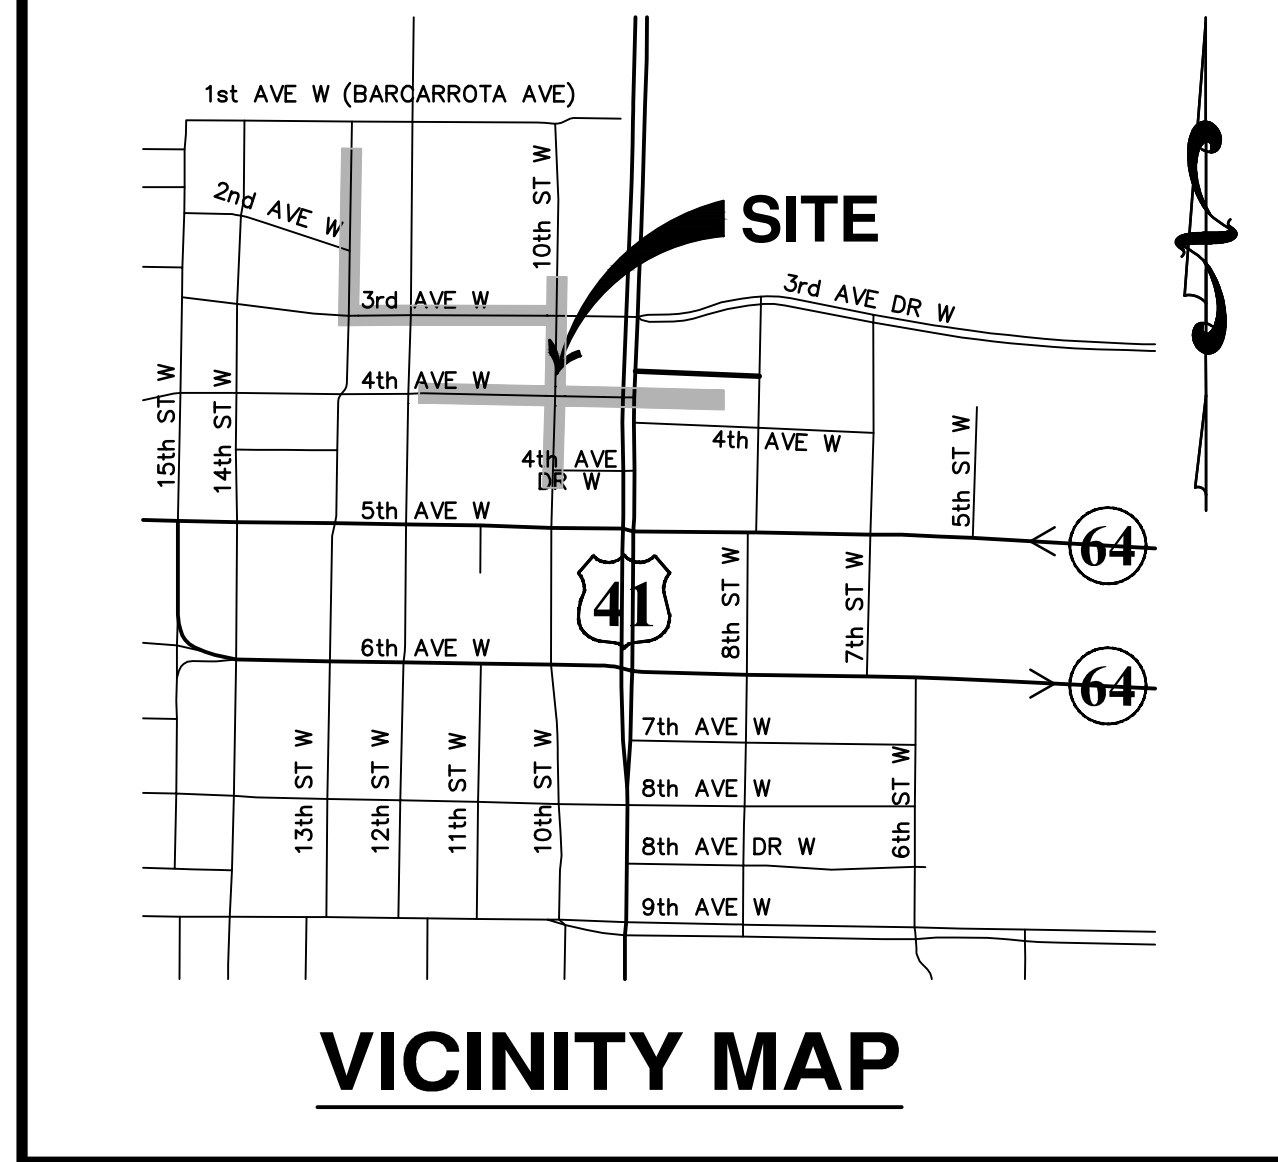 1st AVE W (BARCARROTA AVE)
10th ST W
2nd AVE W
SITE
3rd AVE W
3rd AVE DR W
4th AVE W
15th ST W
14th ST W
4th AVE W
4th AVE
DR W
5th ST W
5th AVE W
64
41
8th ST W
7th ST W
6th AVE W
64
13th ST W
12th ST W
11th ST W
10th ST W
7th AVE W
8th AVE W
6th ST W
8th AVE DR W
9th AVE W
VICINITY MAP